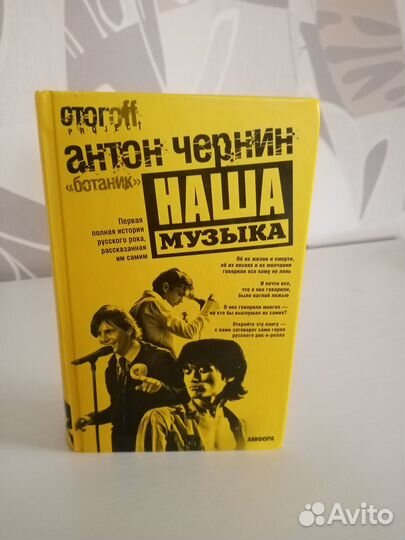 стогoff
PROJECT
антон чернин
«ботаник»
НАША
МУЗЫКА
Первая
полная история
русского рока,
рассказанная
им самим
Об их жизни и смерти,
об их песнях и их молчании
говорили все кому не лень
И почти все,
что о них говорили,
было наглой ложью
О них говорили многие —
но кто бы выслушал их самих?
Откройте эту книгу —
с вами заговорят сами герои
русского рок-н-ролла
АМФОРА
Avito